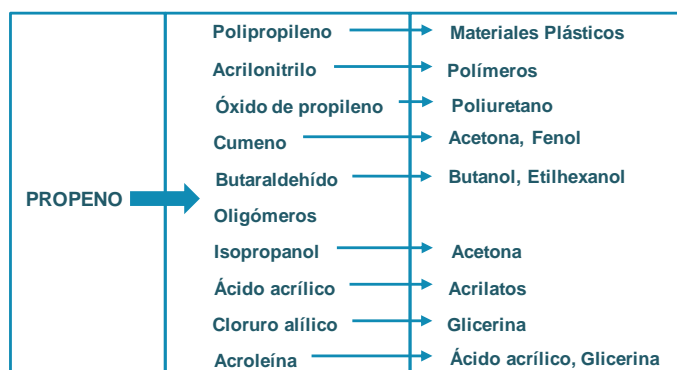 Polipropileno Materiales Plásticos
Acrilonitrilo Polímeros
Óxido de propileno Poliuretano
Cumeno Acetona, Fenol
Butaraldehído Butanol, Etilhexanol
PROPENO
Oligómeros
Isopropanol Acetona
Ácido acrílico Acrilatos
Cloruro alílico Glicerina
Acroleína Ácido acrílico, Glicerina